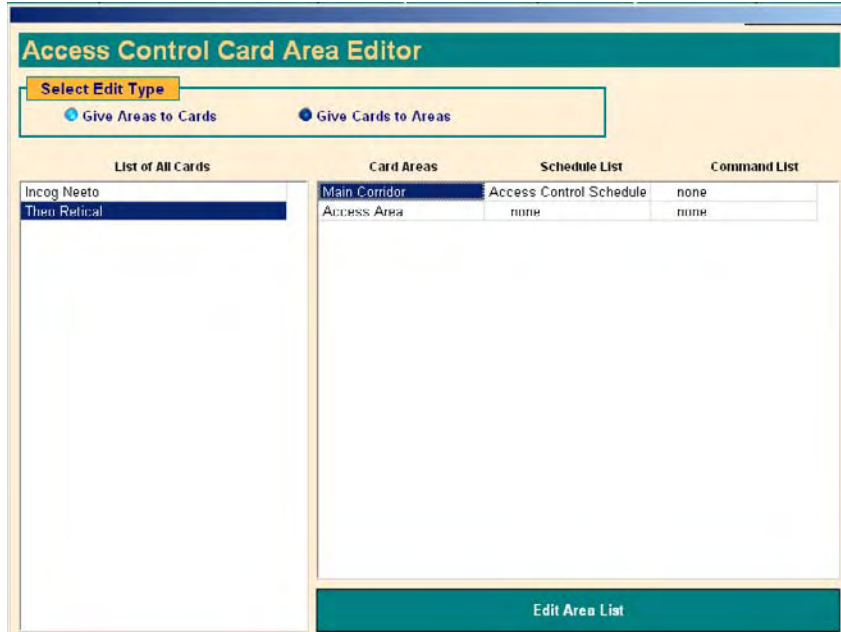 Access Control Card Area Editor
Select Edit Type
Give Areas to Cards Give Cards to Areas
List of All Cards Card Areas Schedule List Command List
Incog Neeto Main Corridor Access Control Schedule none
Theo Retical Access Area none none
Edit Area List